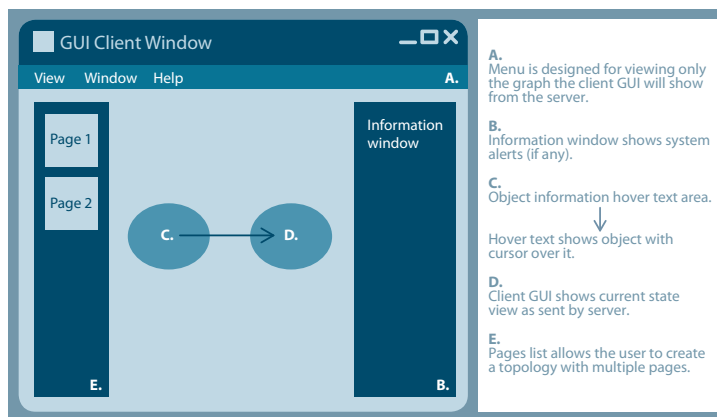 GUI Client Window
View Window Help A.
Page 1
Page 2
E.
C.
D.
Information
window
B.
A.
Menu is designed for viewing only
the graph the client GUI will show
from the server.
B.
Information window shows system
alerts (if any).
C.
Object information hover text area.
Hover text shows object with
cursor over it.
D.
Client GUI shows current state
view as sent by server.
E.
Pages list allows the user to create
a topology with multiple pages.